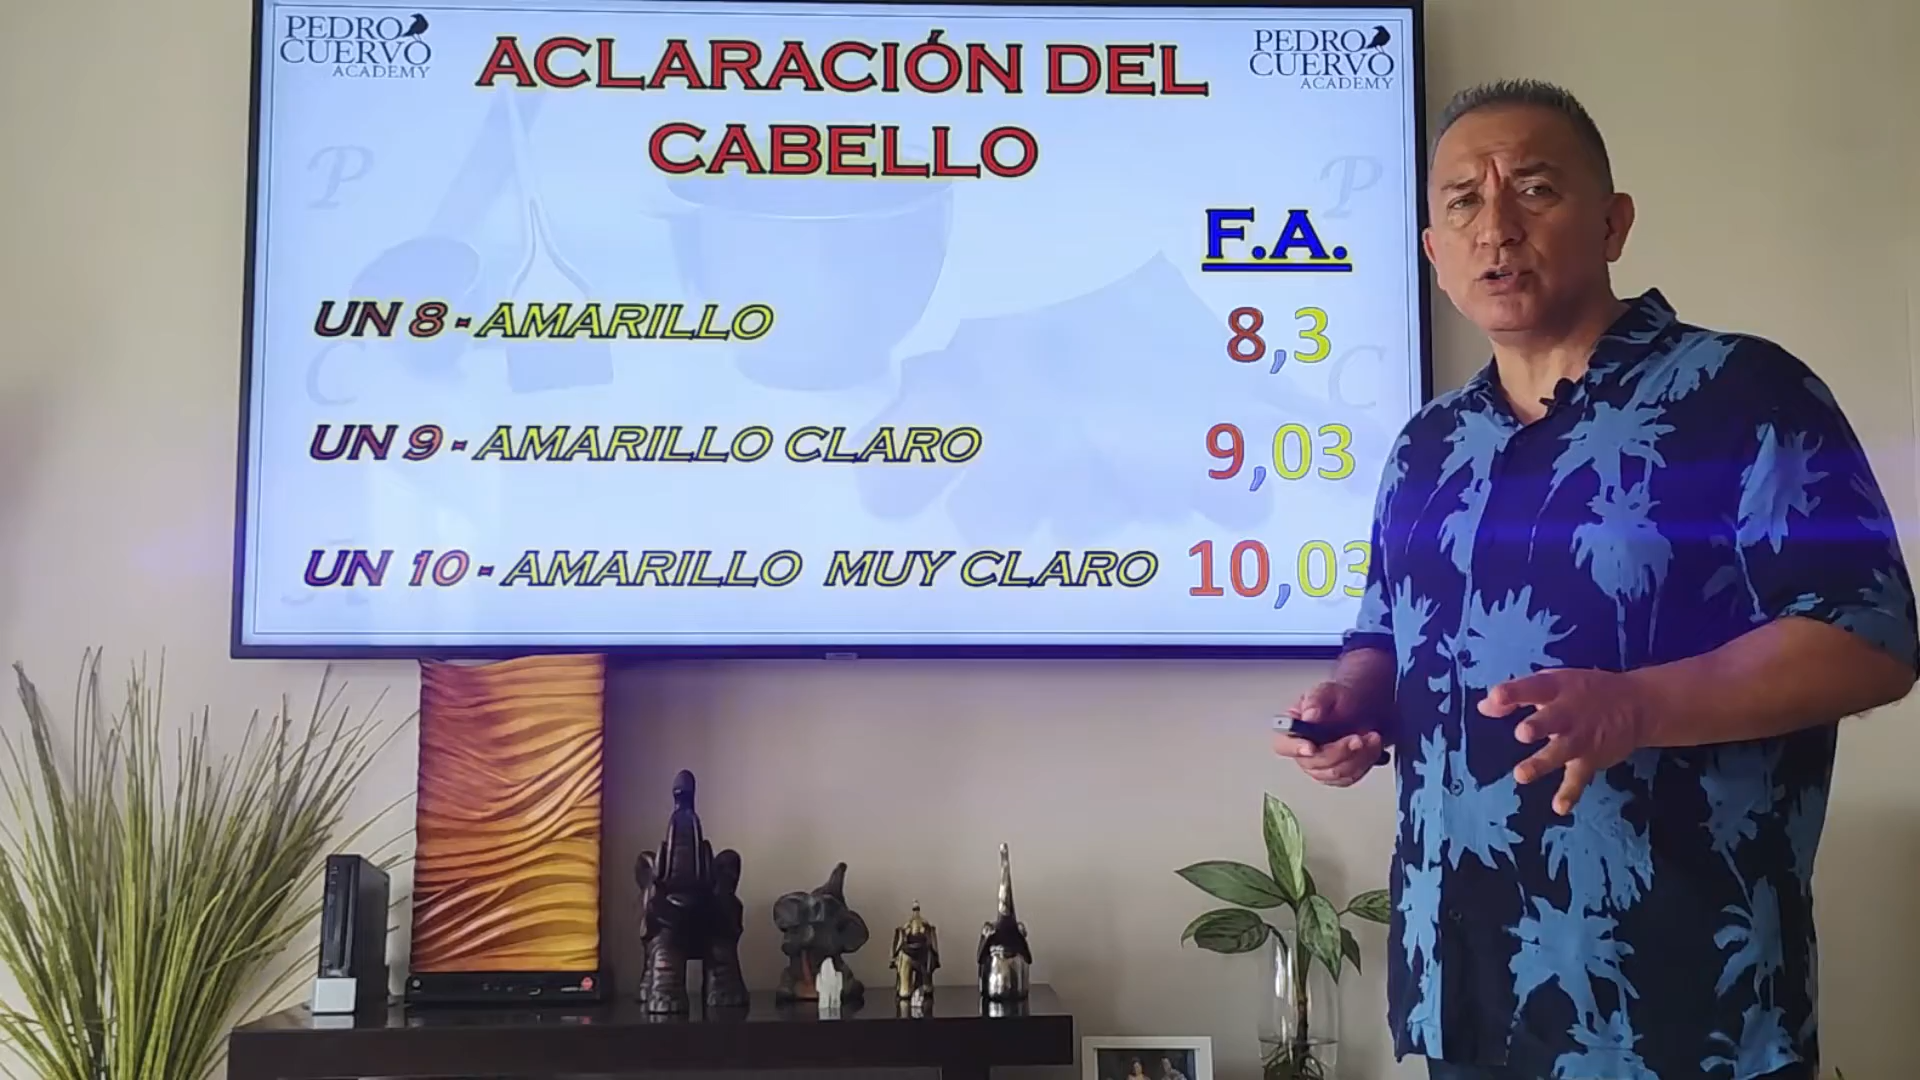 PEDRO
CUERVO
ACADEMY
ACLARACIÓN DEL
CABELLO
PEDRO
CUERVO
ACADEMY
F.A.
UN 8 - AMARILLO 8,3
UN 9 - AMARILLO CLARO 9,03
UN 10 - AMARILLO MUY CLARO 10,03
P
C
A
P
C